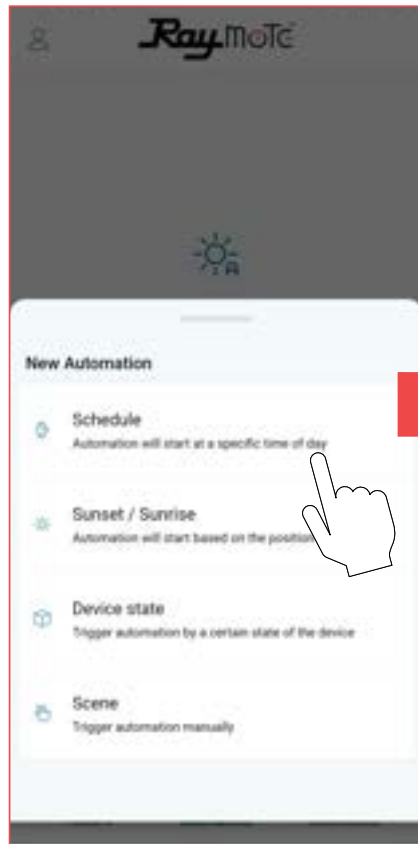 RayMoTe
New Automation
Schedule
Automation will start at a specific time of day
Sunset / Sunrise
Automation will start based on the position
Device state
Trigger automation by a certain state of the device
Scene
Trigger automation manually